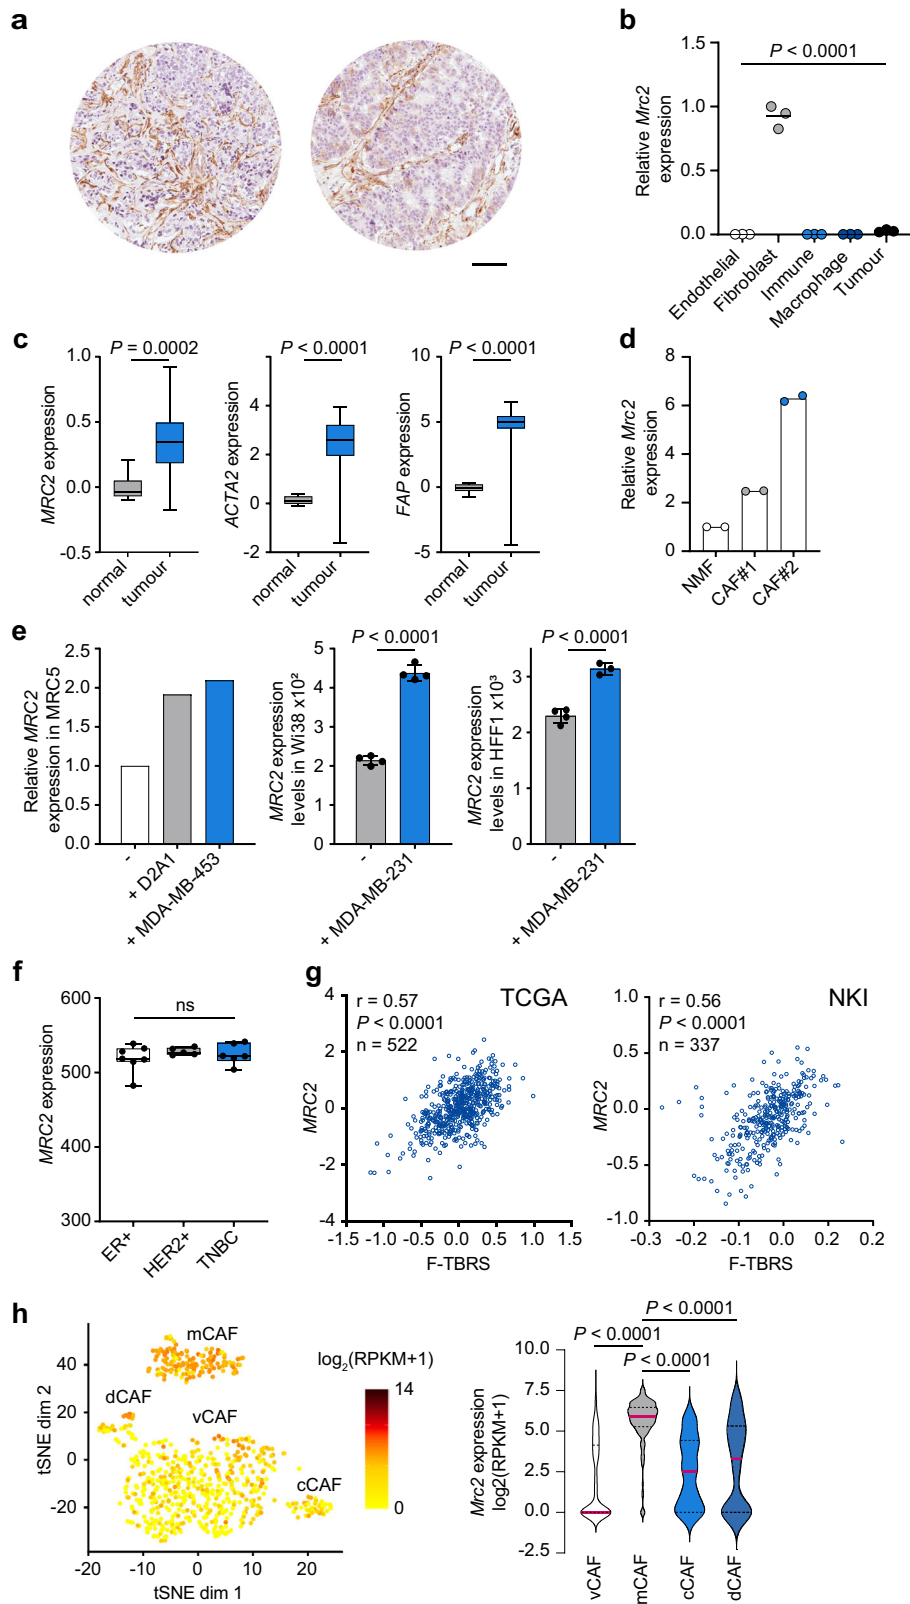 a
b
P < 0.0001
Relative Mrc2
expression
1.5
1.0
0.5
0.0
Endothelial
Fibroblast
Immune
Macrophage
Tumour
c
P = 0.0002
MRC2 expression
1.0
0.5
0.0
-0.5
normal
tumour
P < 0.0001
ACTA2 expression
4
2
0
-2
normal
tumour
P < 0.0001
FAP expression
10
5
0
-5
normal
tumour
d
Relative Mrc2
expression
8
6
4
2
0
NMF
CAF#1
CAF#2
e
Relative MRC2
expression in MRC5
2.5
2.0
1.5
1.0
0.5
0.0
-
+ D2A1
+ MDA-MB-453
P < 0.0001
MRC2 expression
levels in Wi38 x10²
5
4
3
2
1
0
-
+ MDA-MB-231
P < 0.0001
MRC2 expression
levels in HFF1 x10³
3
2
1
0
-
+ MDA-MB-231
f
ns
MRC2 expression
600
500
400
300
ER+
HER2+
TNBC
g
TCGA
r = 0.57
P < 0.0001
n = 522
MRC2
4
2
0
-2
-4
-1.5 -1.0 -0.5 0.0 0.5 1.0 1.5
F-TBRS
NKI
r = 0.56
P < 0.0001
n = 337
MRC2
1.0
0.5
0.0
-0.5
-1.0
-0.3 -0.2 -0.1 0.0 0.2 0.2
F-TBRS
h
mCAF
dCAF
vCAF
cCAF
tSNE dim 2
40
20
0
-20
-20 -10 0 10 20
tSNE dim 1
log2(RPKM+1)
14
0
P < 0.0001
P < 0.0001
P < 0.0001
Mrc2 expression
log2(RPKM+1)
10.0
7.5
5.0
2.5
0.0
-2.5
vCAF
mCAF
cCAF
dCAF